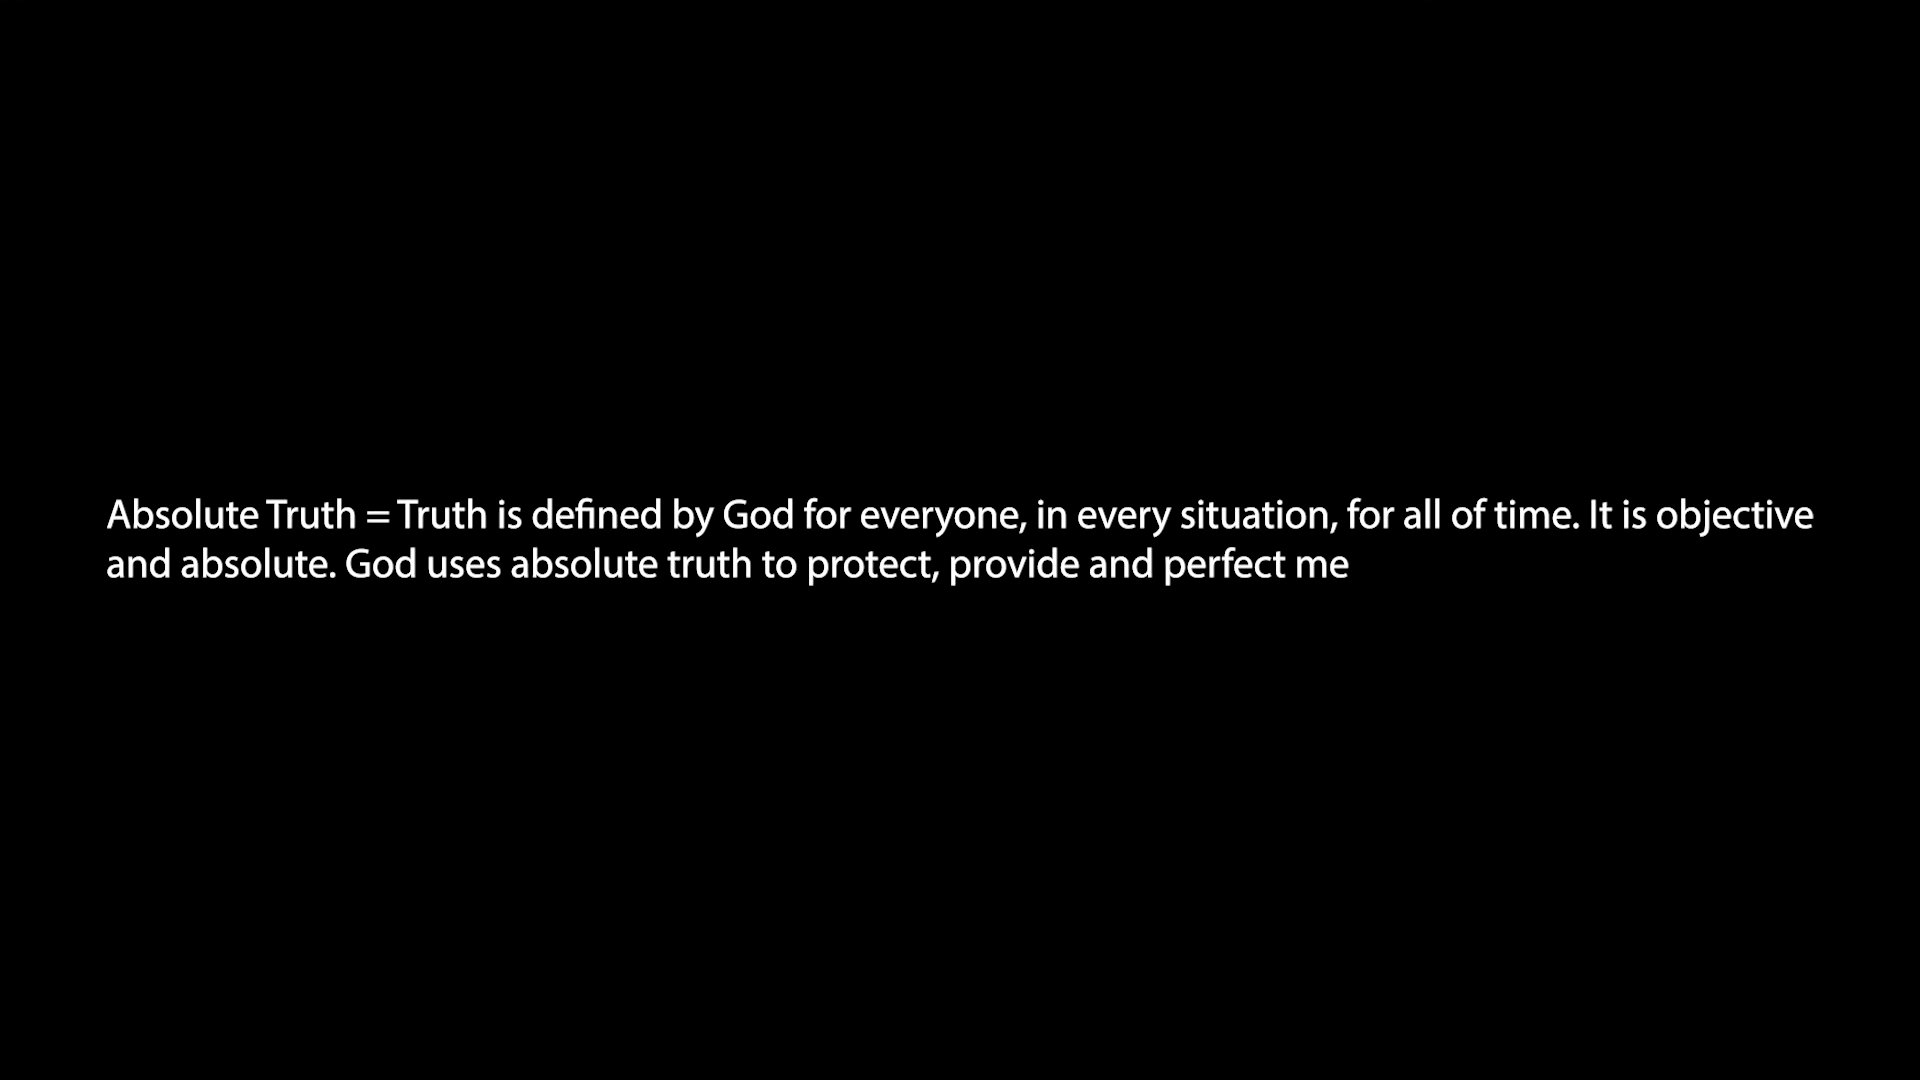 Absolute Truth = Truth is defined by God for everyone, in every situation, for all of time. It is objective
and absolute. God uses absolute truth to protect, provide and perfect me